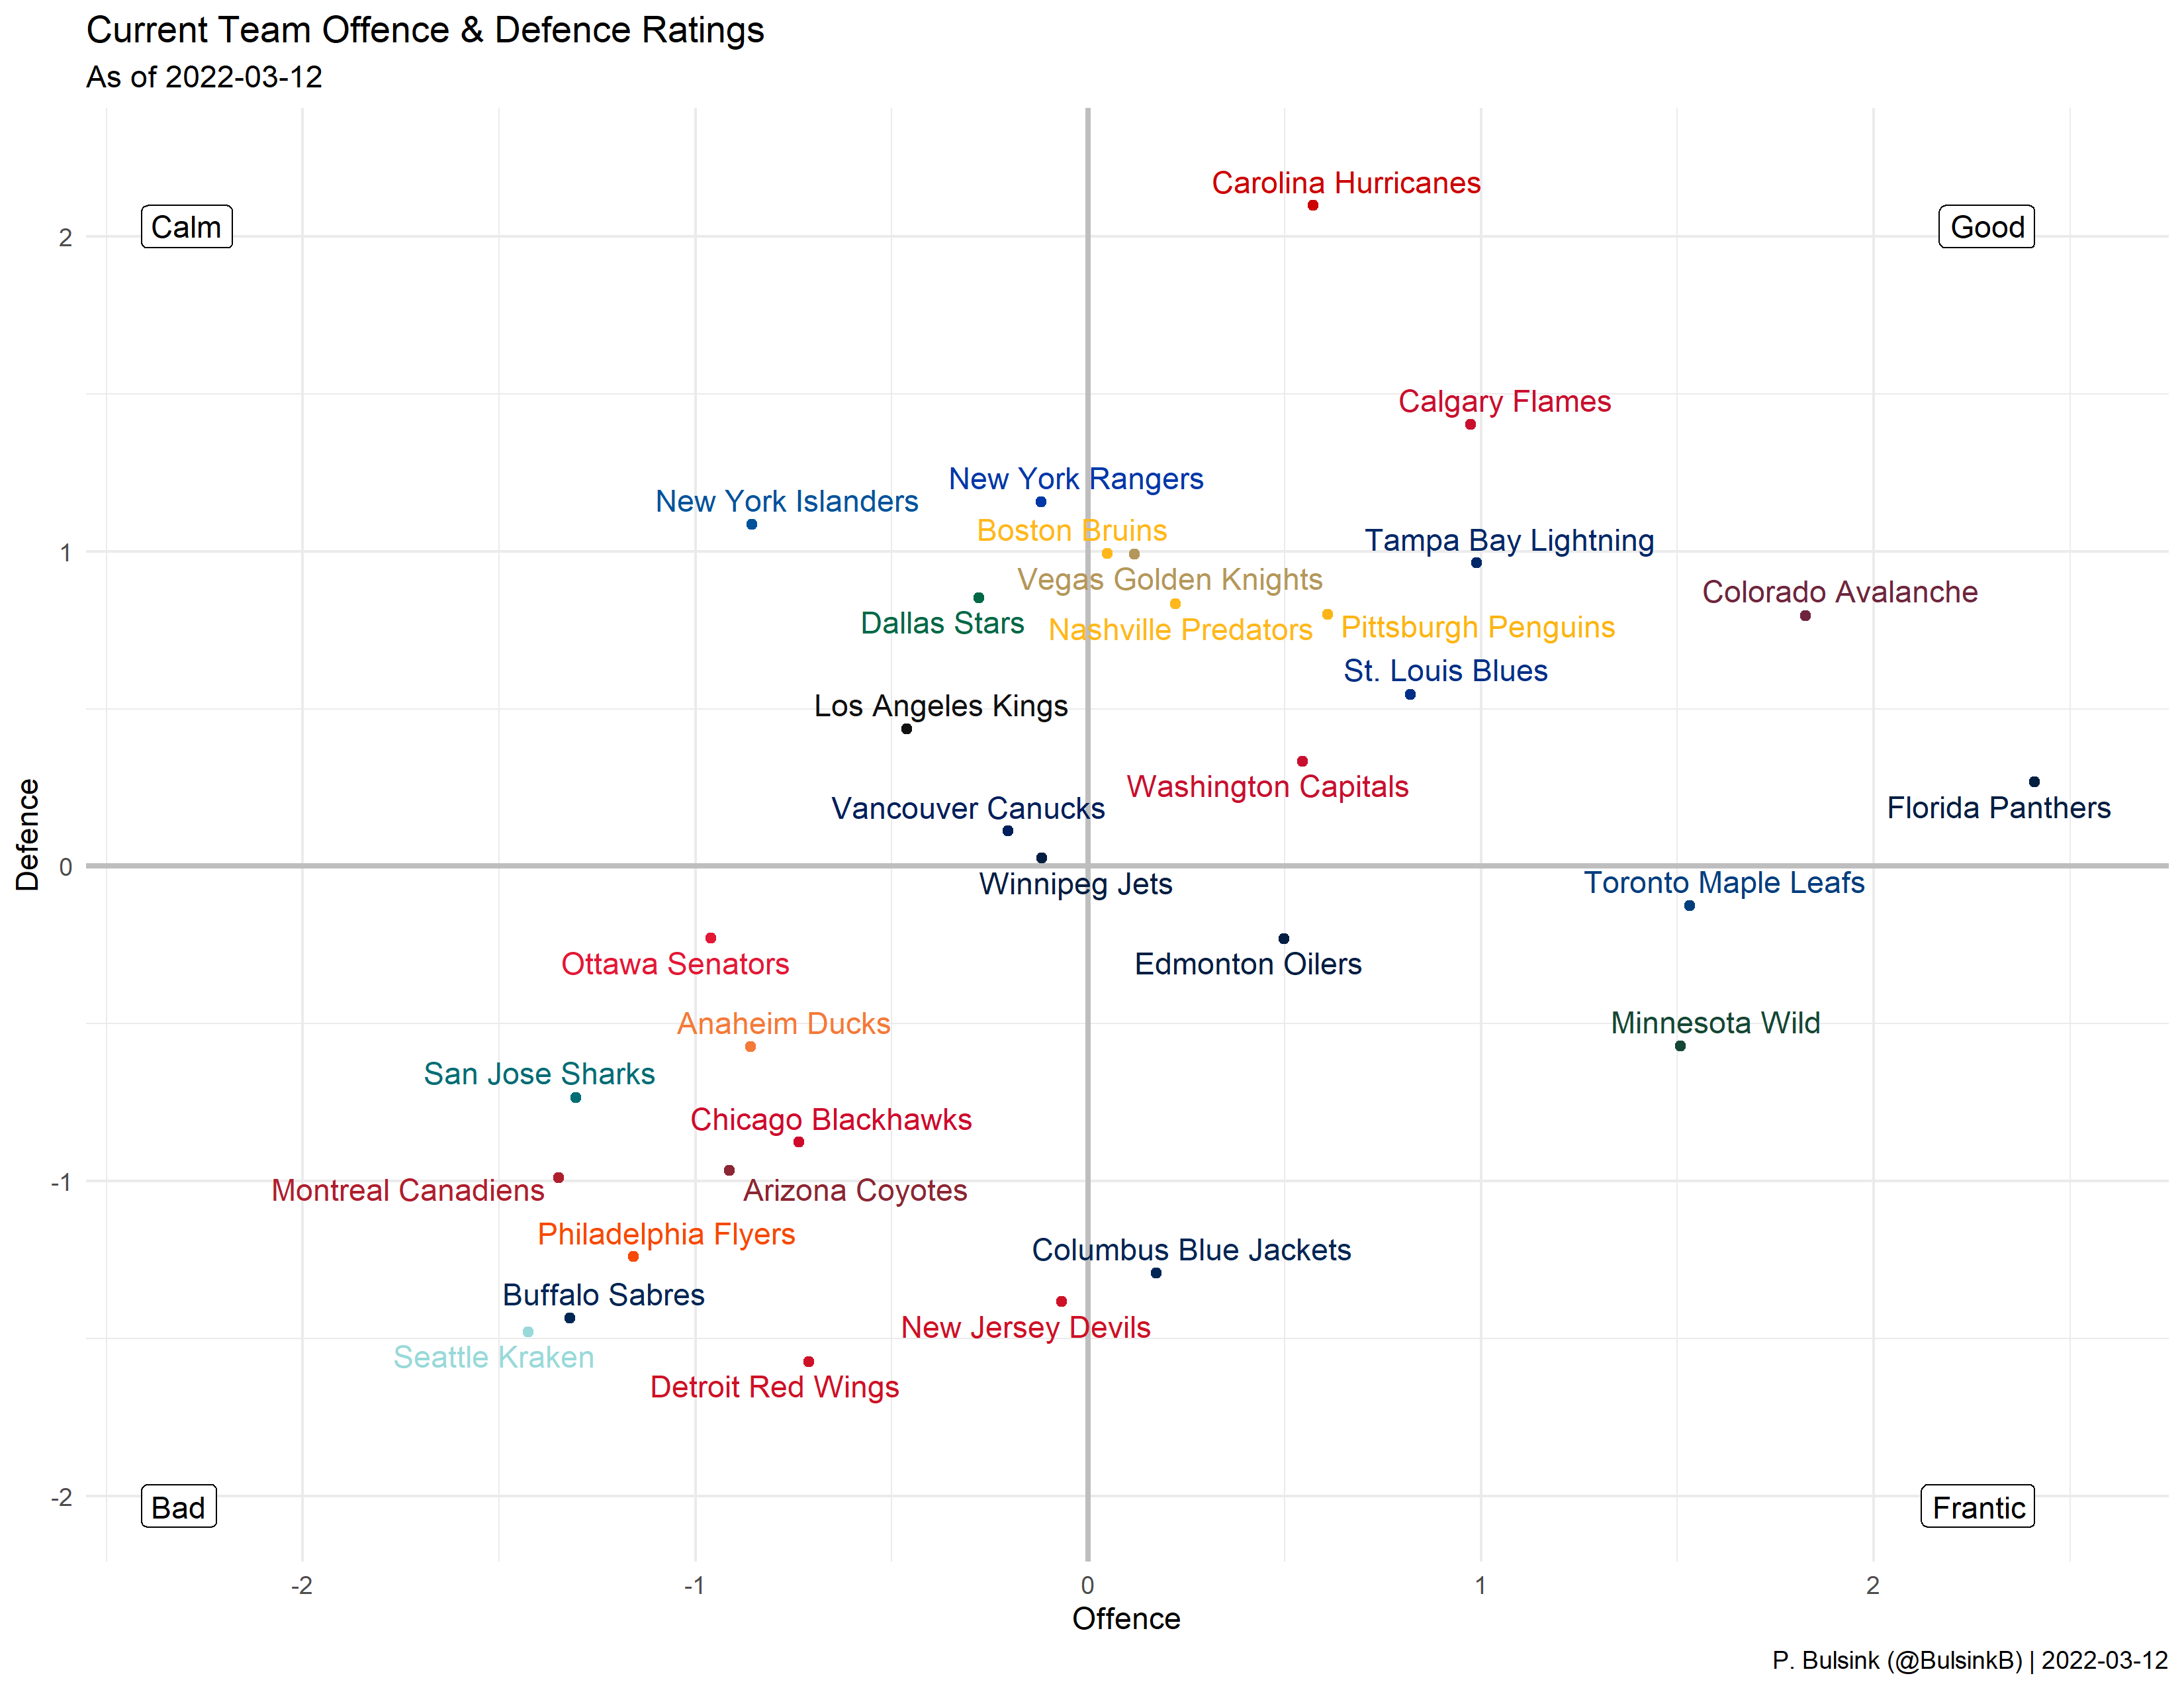 Current Team Offence & Defence Ratings
As of 2022-03-12
Carolina Hurricanes
Calm
Good
2
Calgary Flames
New York Rangers
New York Islanders
Boston Bruins
Tampa Bay Lightning
1
Vegas Golden Knights
Colorado Avalanche
Dallas Stars
Nashville Predators
Pittsburgh Penguins
St. Louis Blues
Los Angeles Kings
Washington Capitals
Vancouver Canucks
Florida Panthers
Defence
0
Winnipeg Jets
Toronto Maple Leafs
Ottawa Senators
Edmonton Oilers
Anaheim Ducks
Minnesota Wild
San Jose Sharks
Chicago Blackhawks
-1
Montreal Canadiens
Arizona Coyotes
Philadelphia Flyers
Columbus Blue Jackets
Buffalo Sabres
New Jersey Devils
Seattle Kraken
Detroit Red Wings
-2
Bad
Frantic
-2
-1
0
1
2
Offence
P. Bulsink (@BulsinkB) | 2022-03-12